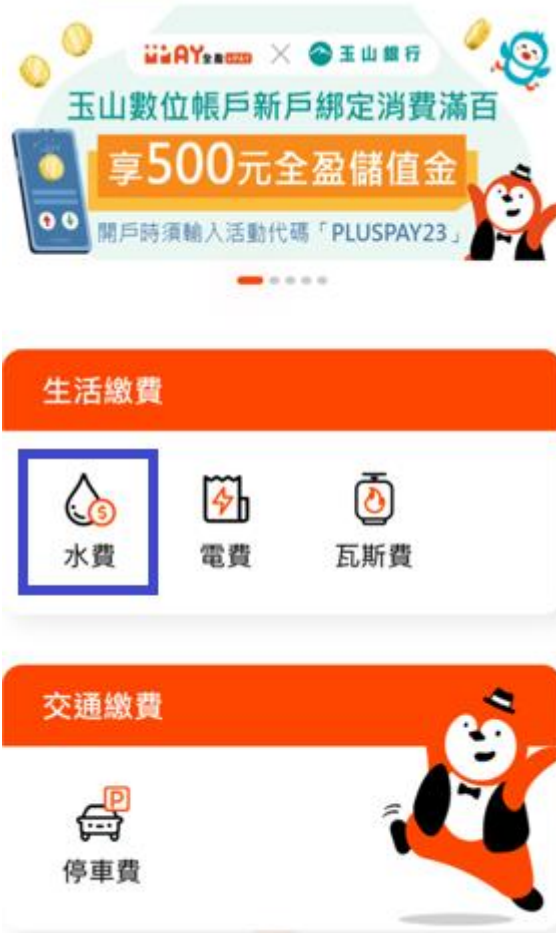 PAY全盈+PAY × 玉山銀行
玉山數位帳戶新戶綁定消費滿百
享500元全盈儲值金
開戶時須輸入活動代碼「PLUSPAY23」
生活繳費
水費 電費 瓦斯費
交通繳費
P
停車費